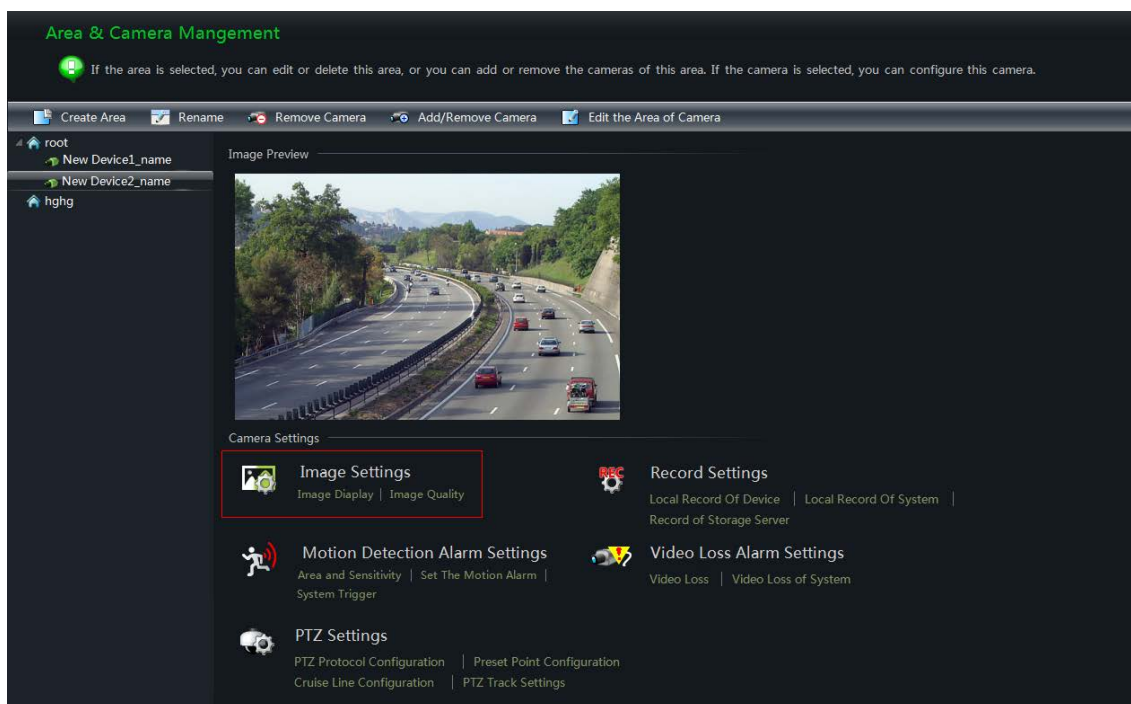 Area & Camera Mangement
If the area is selected, you can edit or delete this area, or you can add or remove the cameras of this area. If the camera is selected, you can configure this camera.
Create Area Rename Remove Camera Add/Remove Camera Edit the Area of Camera
root
New Device1_name
New Device2_name
hghg
Image Preview
Camera Settings
Image Settings
Image Diaplay | Image Quality
REC
Record Settings
Local Record Of Device | Local Record Of System |
Record of Storage Server
Motion Detection Alarm Settings
Area and Sensitivity | Set The Motion Alarm |
System Trigger
Video Loss Alarm Settings
Video Loss | Video Loss of System
PTZ Settings
PTZ Protocol Configuration | Preset Point Configuration
Cruise Line Configuration | PTZ Track Settings